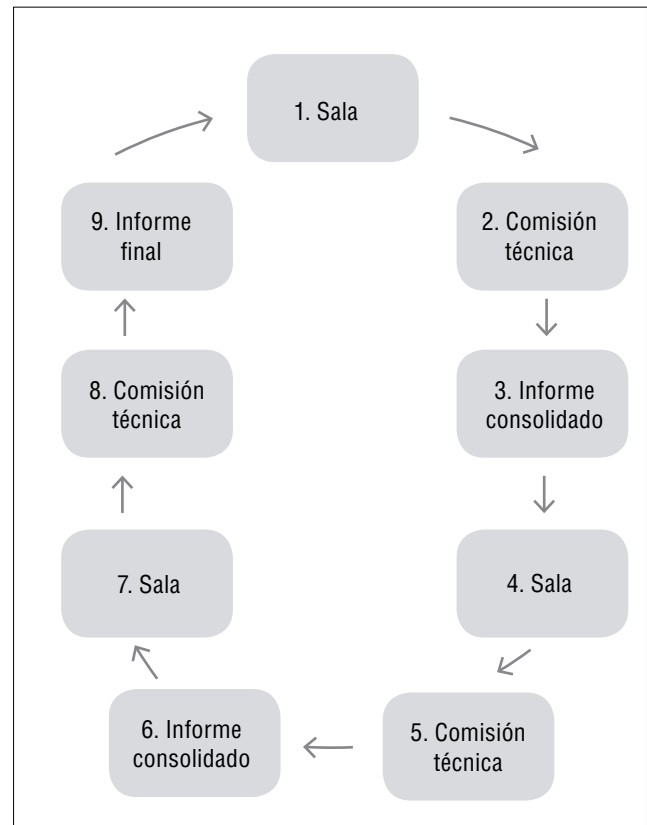 1. Sala
2. Comisión
técnica
3. Informe
consolidado
4. Sala
5. Comisión
técnica
6. Informe
consolidado
7. Sala
8. Comisión
técnica
9. Informe
final